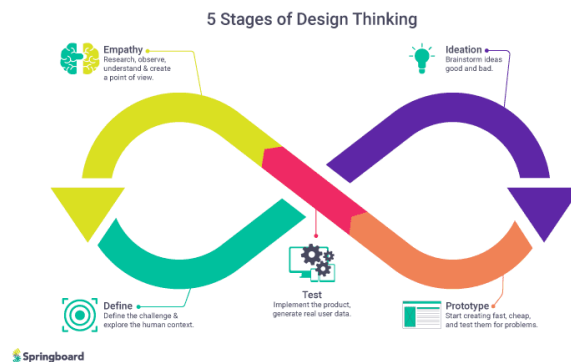 5 Stages of Design Thinking
Empathy
Research, observe,
understand & create
a point of view.
Ideation
Brainstorm ideas
good and bad.
Define
Define the challenge &
explore the human context.
Test
Implement the product,
generate real user data.
Prototype
Start creating fast, cheap,
and test them for problems.
Springboard